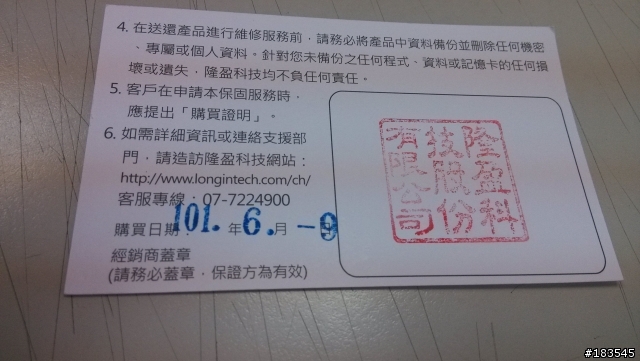 4. 在送還產品進行維修服務前，請務必將產品中資料備份並刪除任何機密
、專屬或個人資料。針對您未備份之任何程式、資料或記憶卡的任何損
壞或遺失，隆盈科技均不負任何責任。
5. 客戶在申請本保固服務時，
應提出「購買證明」。
6. 如需詳細資訊或連絡支援部
門，請造訪隆盈科技網站：
http://www.longintech.com/ch/
客服專線：07-7224900
購買日期：101. 年 6. 月 -9
經銷商蓋章
(請務必蓋章，保證方為有效)
隆盈科
技股份
有限公司
#183545